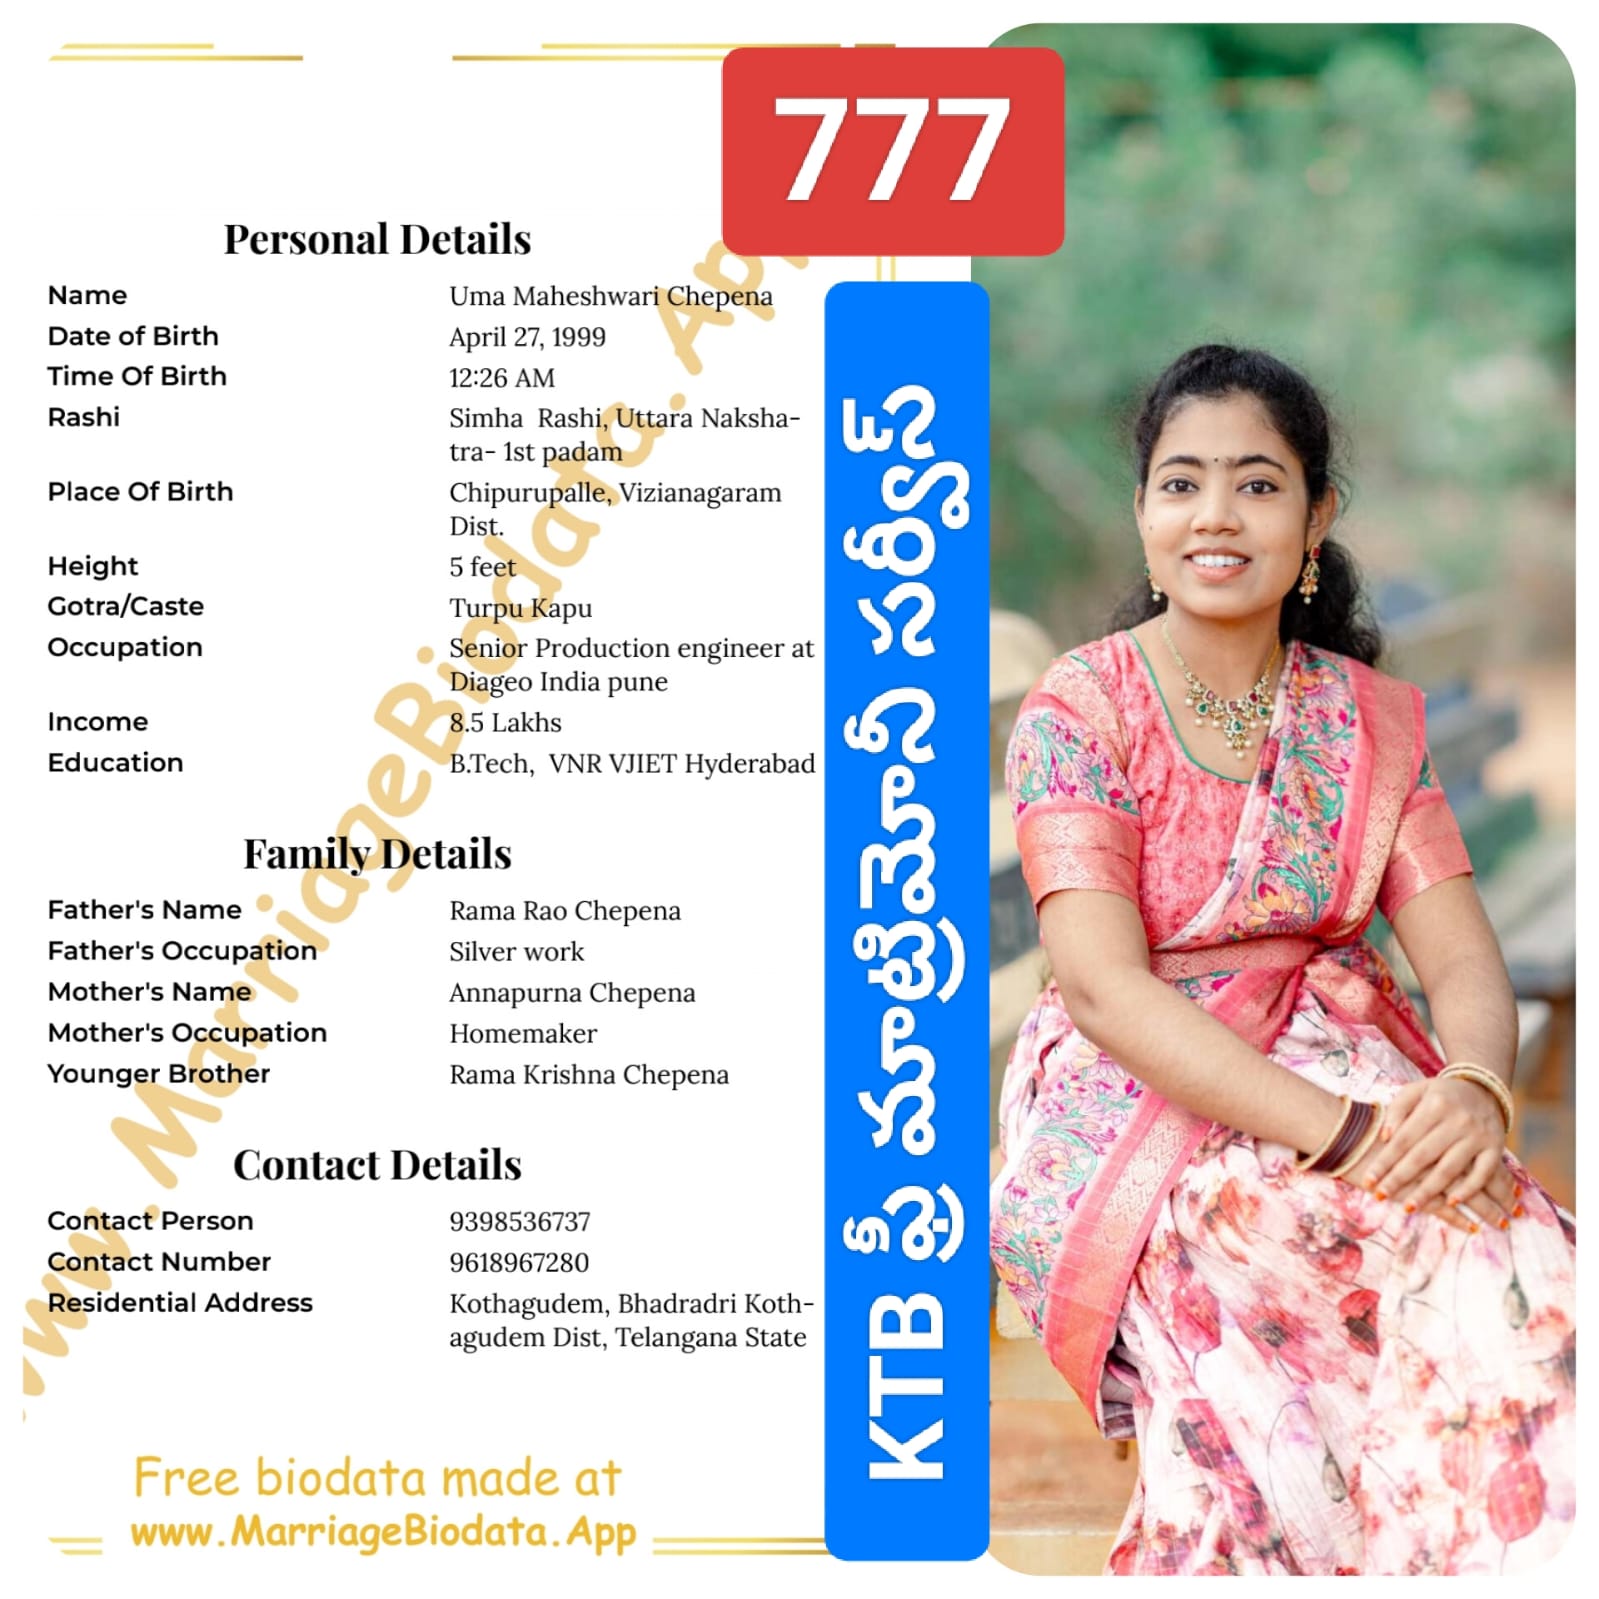 777
Personal Details
Name Uma Maheshwari Chepena
Date of Birth April 27, 1999
Time Of Birth 12:26 AM
Rashi Simha Rashi, Uttara Naksha-
tra- 1st padam
Place Of Birth Chipurupalle, Vizianagaram
Dist.
Height 5 feet
Gotra/Caste Turpu Kapu
Occupation Senior Production engineer at
Diageo India pune
Income 8.5 Lakhs
Education B.Tech, VNR VJIET Hyderabad
Family Details
Father's Name Rama Rao Chepena
Father's Occupation Silver work
Mother's Name Annapurna Chepena
Mother's Occupation Homemaker
Younger Brother Rama Krishna Chepena
Contact Details
Contact Person 9398536737
Contact Number 9618967280
Residential Address Kothagudem, Bhadradri Koth-
agudem Dist, Telangana State
Free biodata made at
www.MarriageBiodata.App
KTB ఫ్రీ మాట్రిమోనీ సర్వీస్
www.MarriageBiodata.App